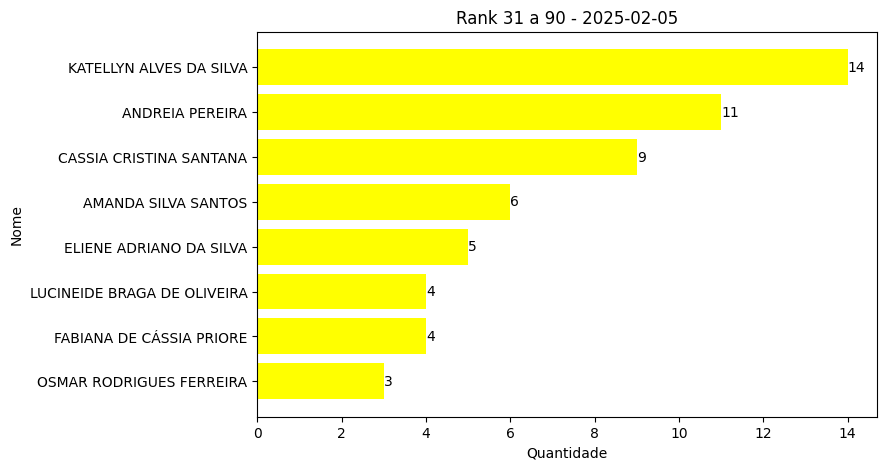 Rank 31 a 90 - 2025-02-05
Nome
KATELLYN ALVES DA SILVA 14
ANDREIA PEREIRA 11
CASSIA CRISTINA SANTANA 9
AMANDA SILVA SANTOS 6
ELIENE ADRIANO DA SILVA 5
LUCINEIDE BRAGA DE OLIVEIRA 4
FABIANA DE CÁSSIA PRIORE 4
OSMAR RODRIGUES FERREIRA 3
0 2 4 6 8 10 12 14
Quantidade